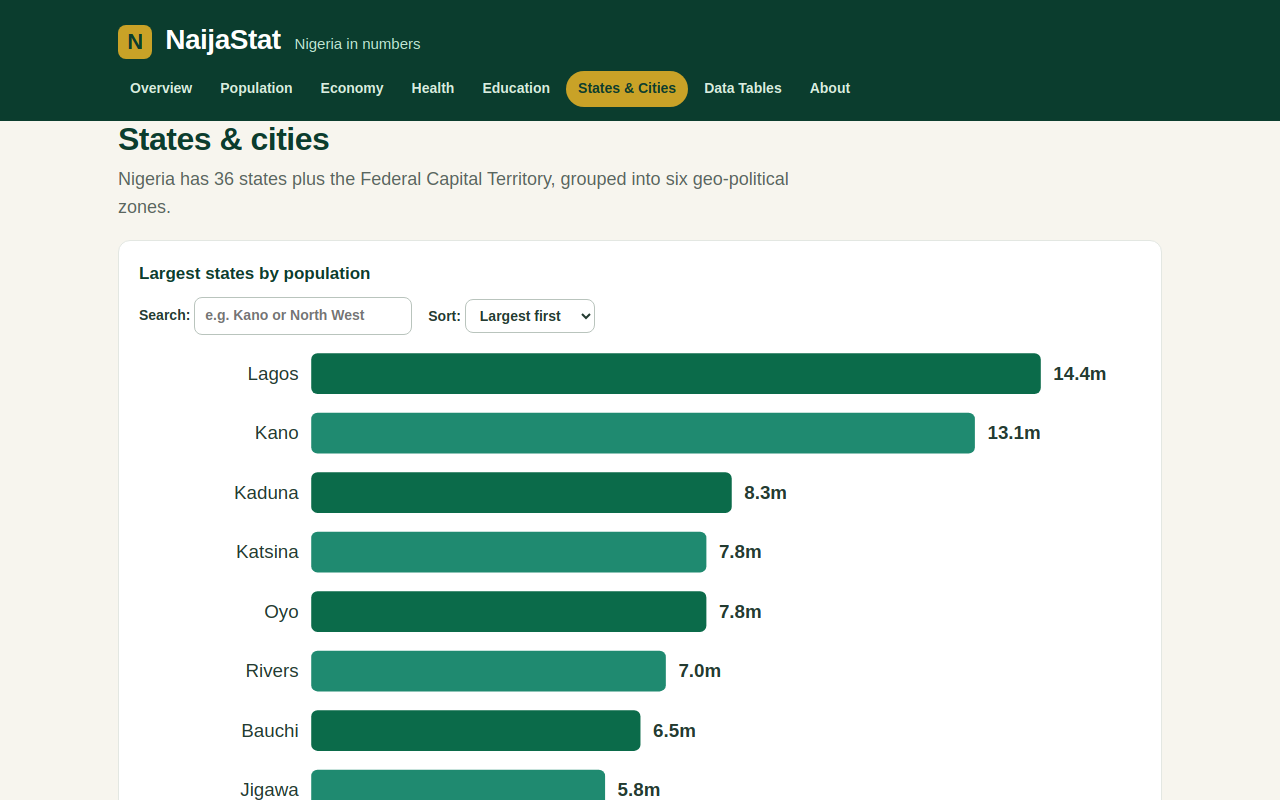 N NaijaStat Nigeria in numbers
Overview Population Economy Health Education States & Cities Data Tables About
States & cities
Nigeria has 36 states plus the Federal Capital Territory, grouped into six geo-political
zones.
Largest states by population
Search: e.g. Kano or North West Sort: Largest first
Lagos 14.4m
Kano 13.1m
Kaduna 8.3m
Katsina 7.8m
Oyo 7.8m
Rivers 7.0m
Bauchi 6.5m
Jigawa 5.8m